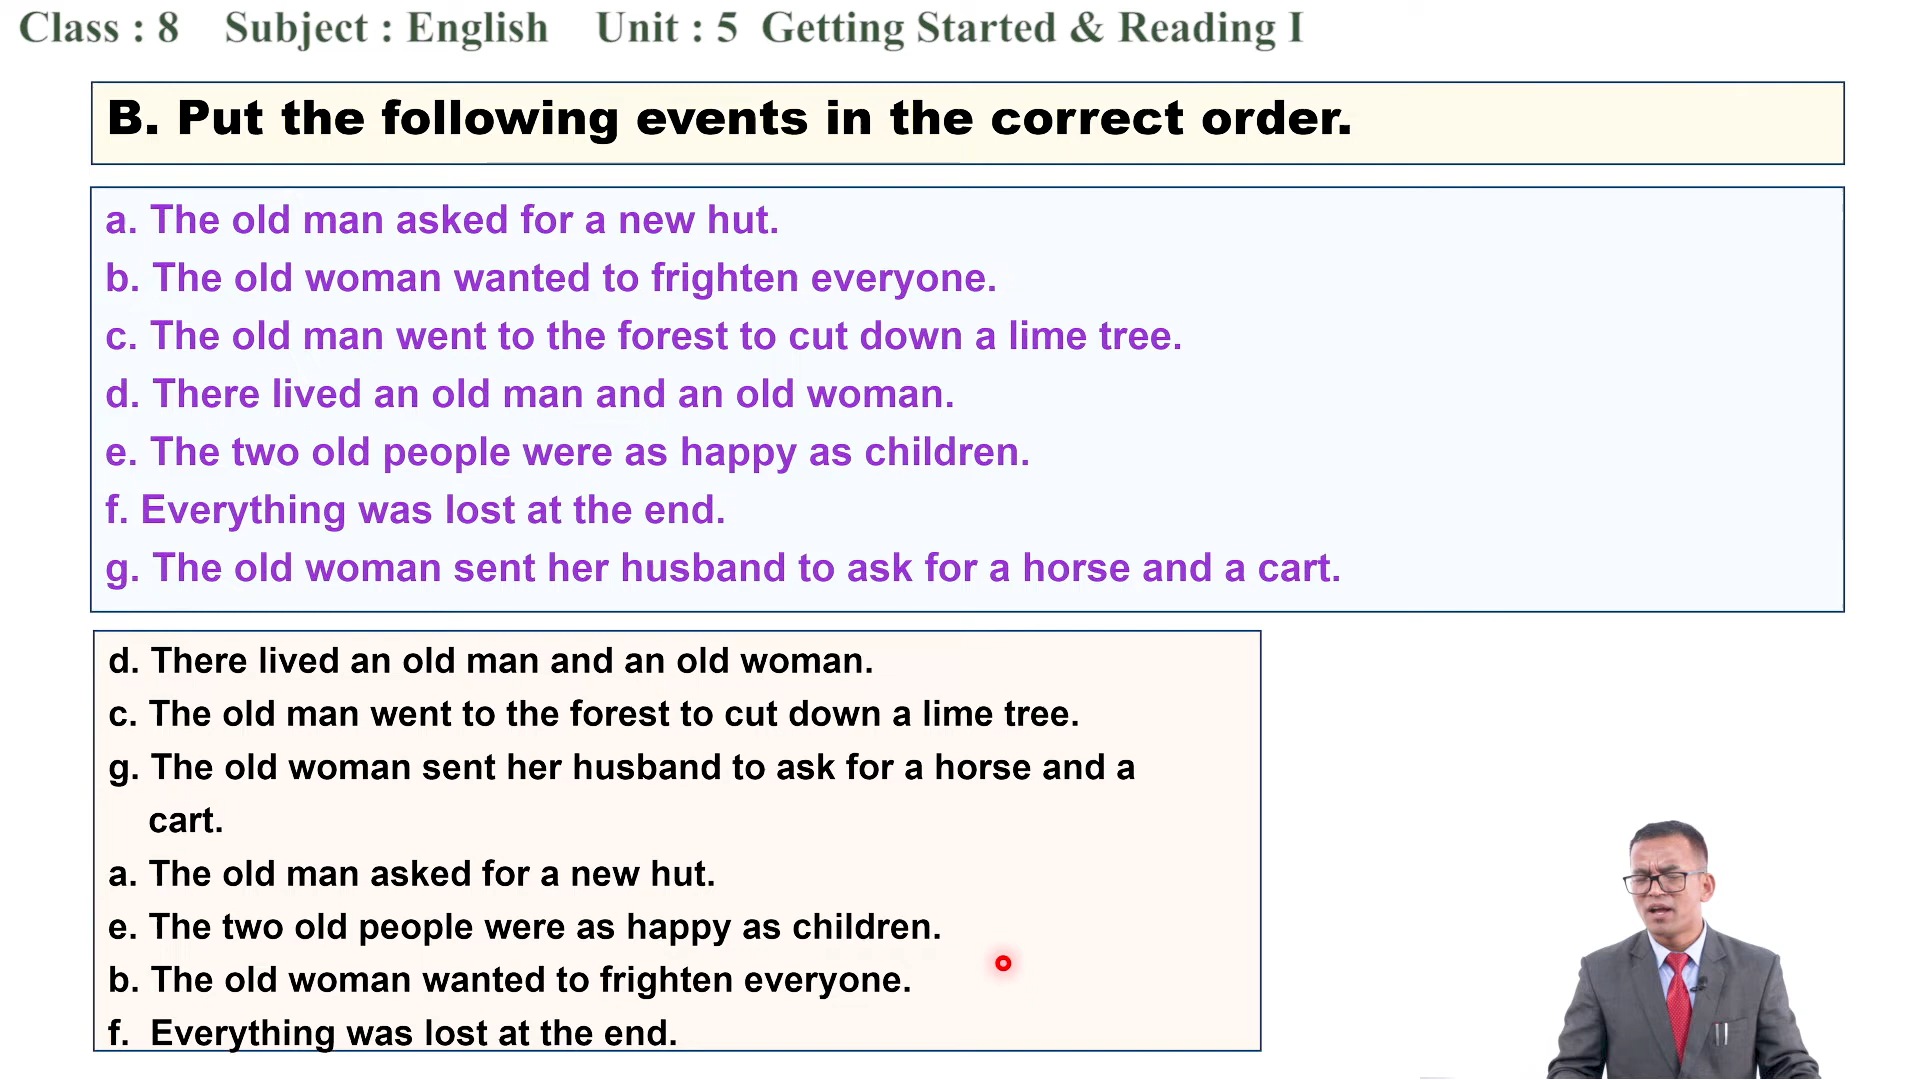 Class : 8 Subject : English Unit : 5 Getting Started & Reading I
B. Put the following events in the correct order.
a. The old man asked for a new hut.
b. The old woman wanted to frighten everyone.
c. The old man went to the forest to cut down a lime tree.
d. There lived an old man and an old woman.
e. The two old people were as happy as children.
f. Everything was lost at the end.
g. The old woman sent her husband to ask for a horse and a cart.
d. There lived an old man and an old woman.
c. The old man went to the forest to cut down a lime tree.
g. The old woman sent her husband to ask for a horse and a
cart.
a. The old man asked for a new hut.
e. The two old people were as happy as children.
b. The old woman wanted to frighten everyone.
f. Everything was lost at the end.